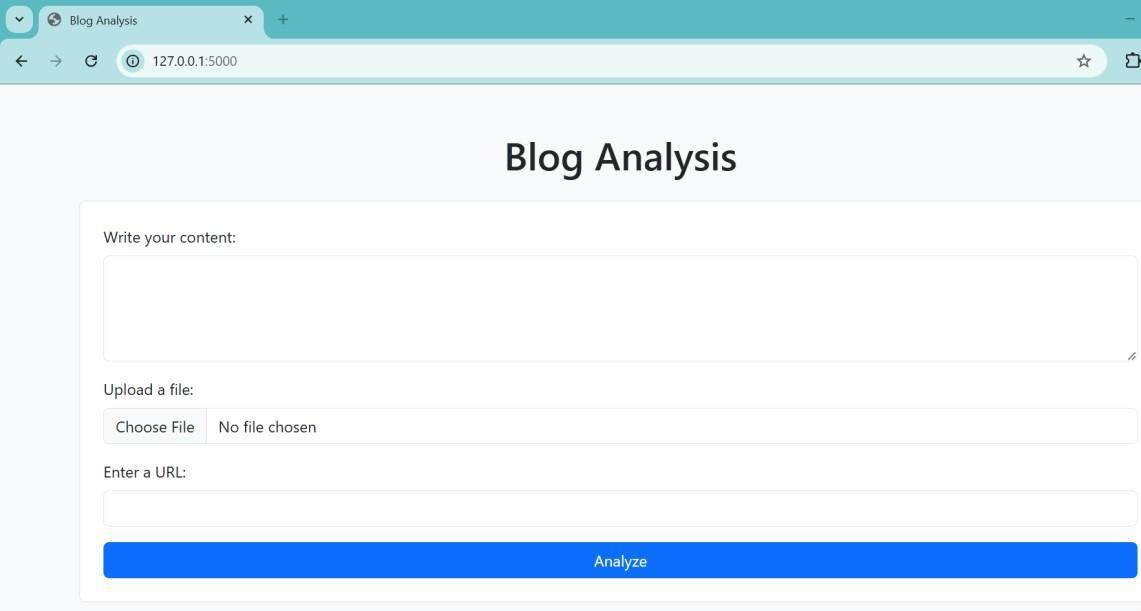 Blog Analysis
127.0.0.1:5000
Blog Analysis
Write your content:
Upload a file:
Choose File No file chosen
Enter a URL:
Analyze